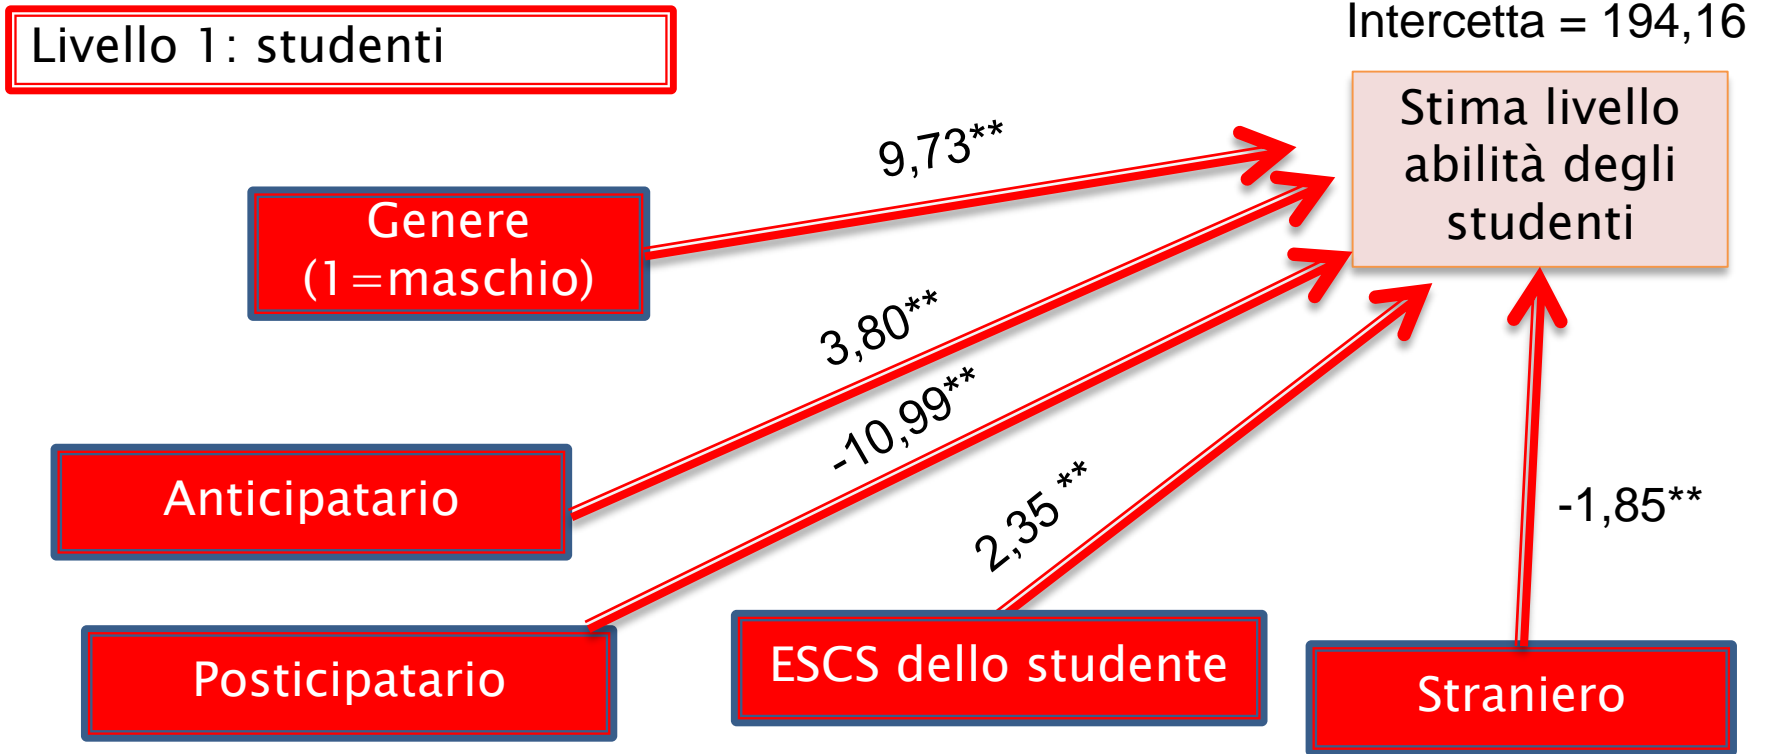 Livello 1: studenti
Intercetta = 194,16
Stima livello
abilità degli
studenti
9,73**
Genere
(1=maschio)
3,80**
-10,99**
Anticipatario
2,35 **
-1,85**
Posticipatario
ESCS dello studente
Straniero